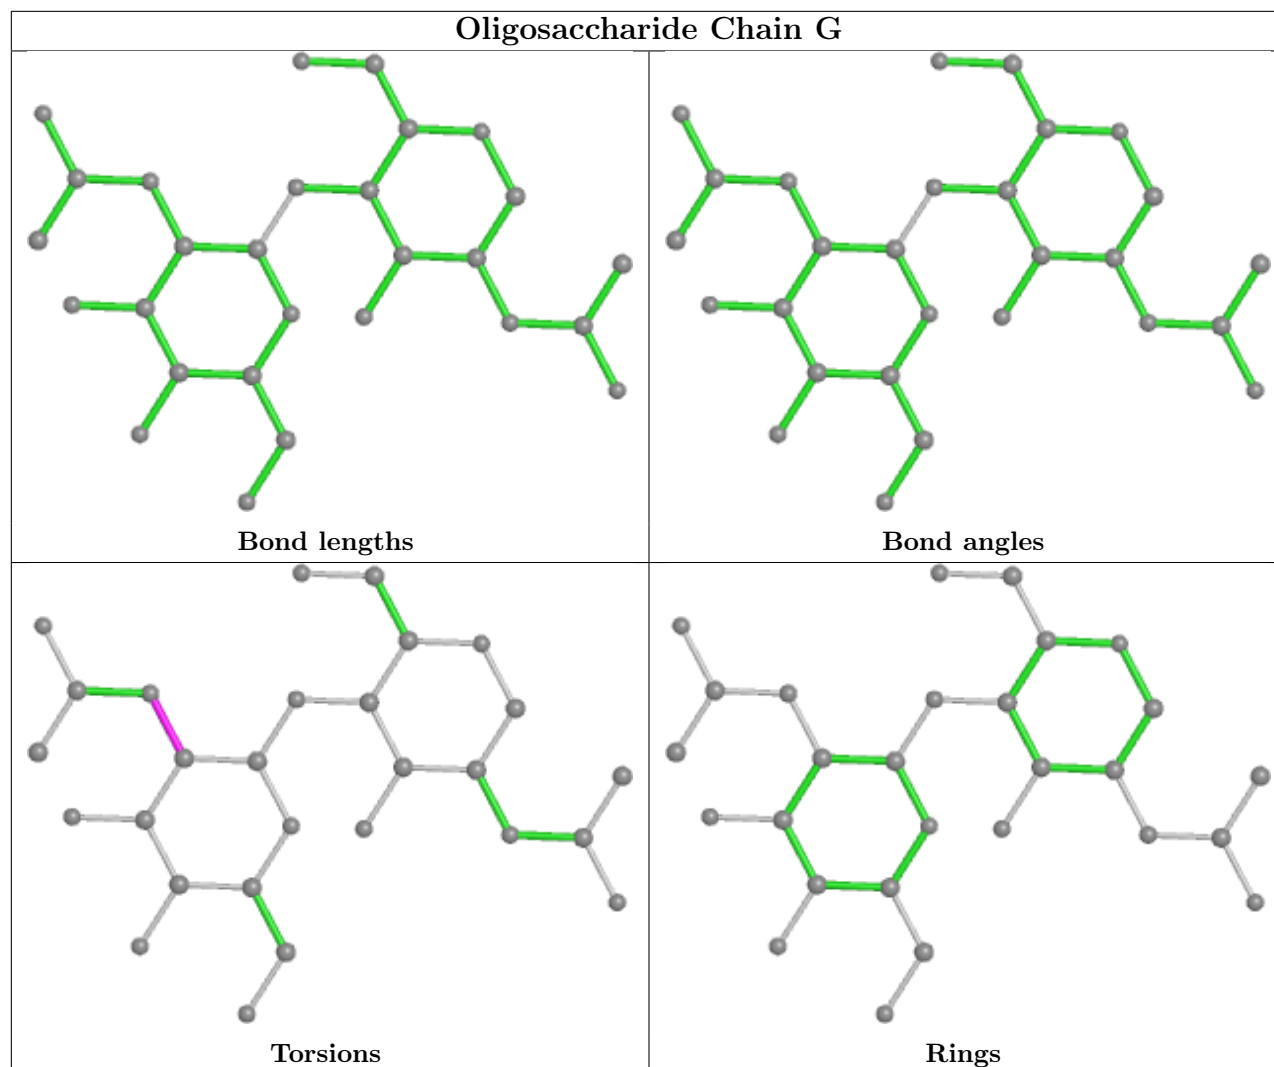 Oligosaccharide Chain G
Bond lengths
Bond angles
Torsions
Rings